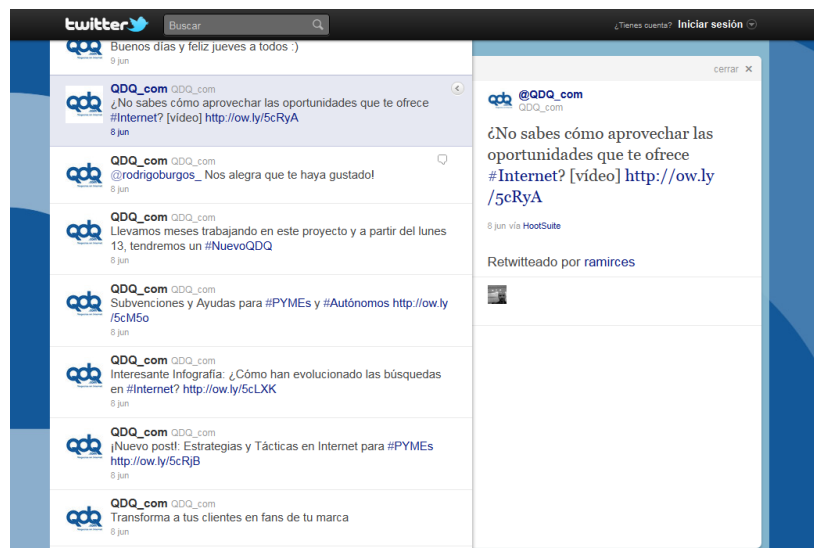 twitter
Buscar
¿Tienes cuenta? Iniciar sesión
Buenos días y feliz jueves a todos :)
9 jun
QDQ_com QDQ_com
¿No sabes cómo aprovechar las oportunidades que te ofrece
#Internet? [vídeo] http://ow.ly/5cRyA
8 jun
QDQ_com QDQ_com
@rodrigoburgos_ Nos alegra que te haya gustado!
8 jun
QDQ_com QDQ_com
Llevamos meses trabajando en este proyecto y a partir del lunes
13, tendremos un #NuevoQDQ
8 jun
QDQ_com QDQ_com
Subvenciones y Ayudas para #PYMEs y #Autónomos http://ow.ly
/5cM5o
8 jun
QDQ_com QDQ_com
Interesante Infografía: ¿Cómo han evolucionado las búsquedas
en #Internet? http://ow.ly/5cLXK
8 jun
QDQ_com QDQ_com
¡Nuevo post!: Estrategias y Tácticas en Internet para #PYMEs
http://ow.ly/5cRjB
8 jun
QDQ_com QDQ_com
Transforma a tus clientes en fans de tu marca
8 jun
cerrar ×
@QDQ_com
QDQ_com
¿No sabes cómo aprovechar las
oportunidades que te ofrece
#Internet? [vídeo] http://ow.ly
/5cRyA
8 jun vía HootSuite
Retwitteado por ramirces